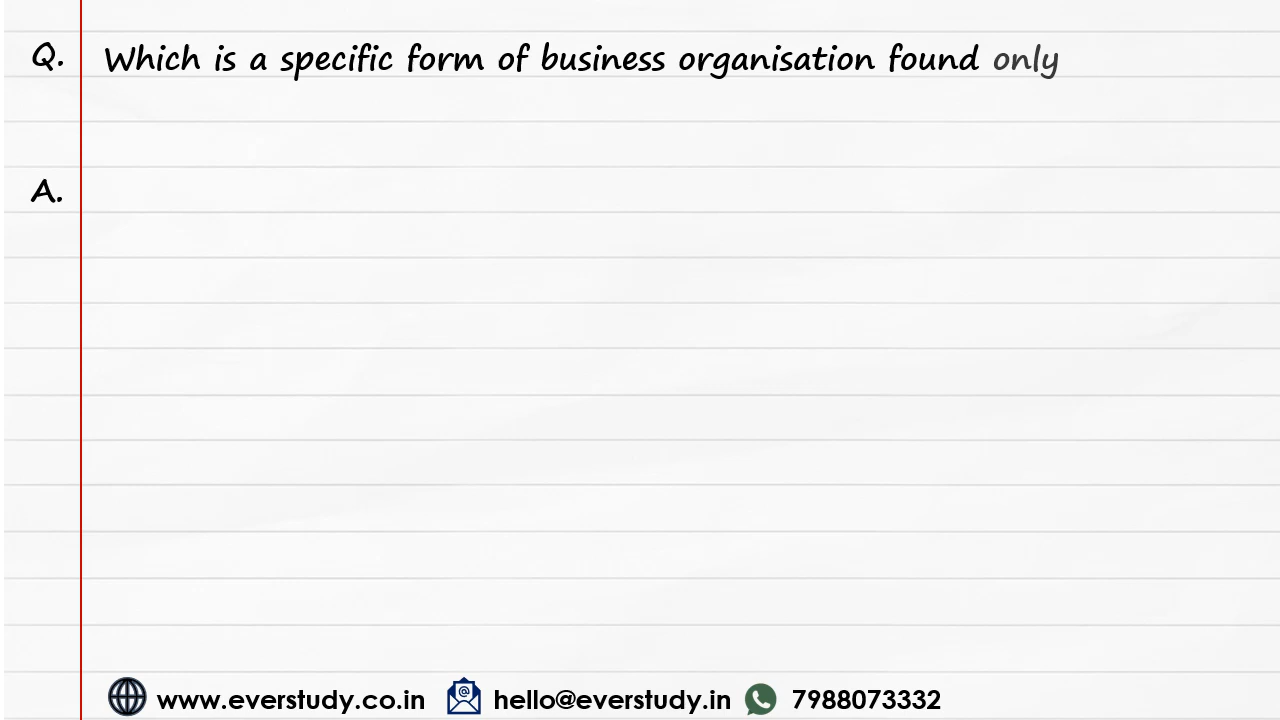 Q. Which is a specific form of business organisation found only
A.
www.everstudy.co.in hello@everstudy.in 7988073332